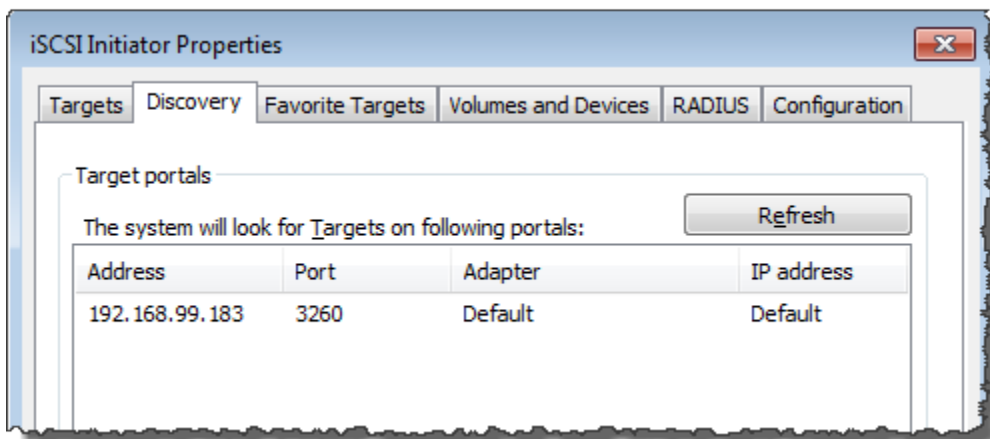 iSCSI Initiator Properties
Targets Discovery Favorite Targets Volumes and Devices RADIUS Configuration
Target portals
Refresh
The system will look for Targets on following portals:
Address Port Adapter IP address
192.168.99.183 3260 Default Default